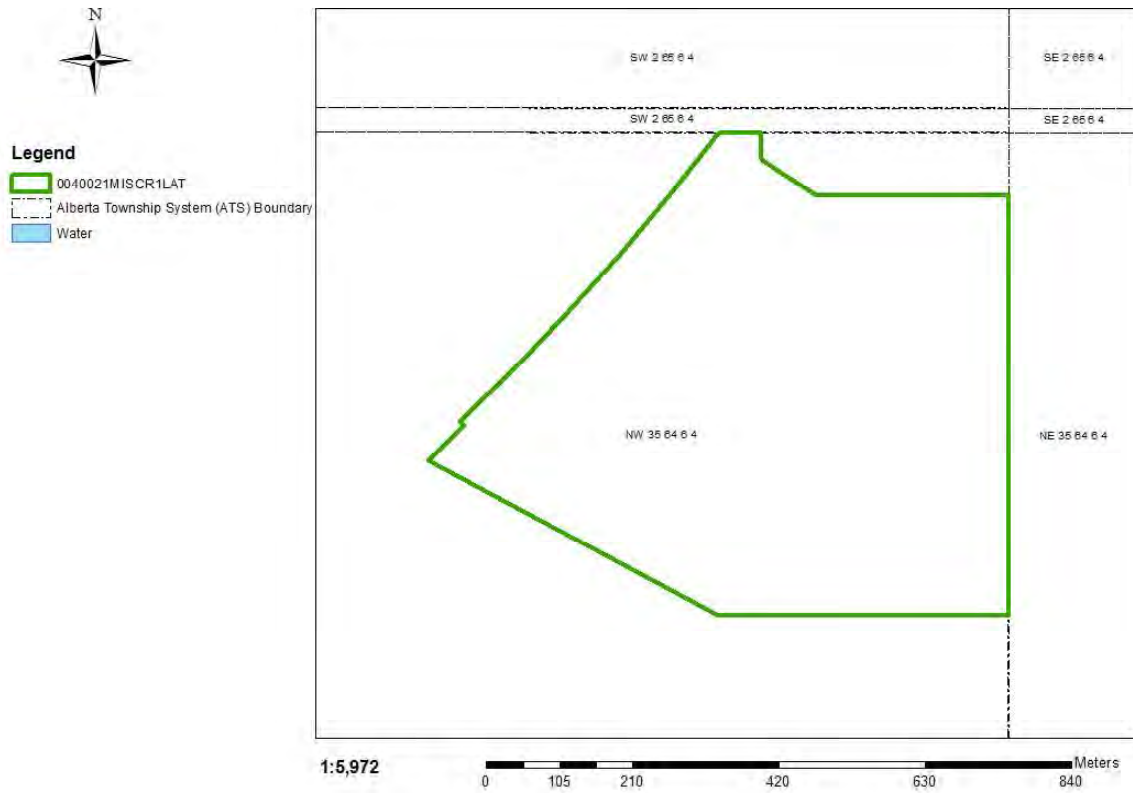 N
Legend
0040021MISCR1LAT
Alberta Township System (ATS) Boundary
Water
SW 2 65 6 4
SE 2 65 6 4
SW 2 65 6 4
SE 2 65 6 4
NW 35 64 6 4
NE 35 64 6 4
1:5,972
Meters
0 105 210 420 630 840